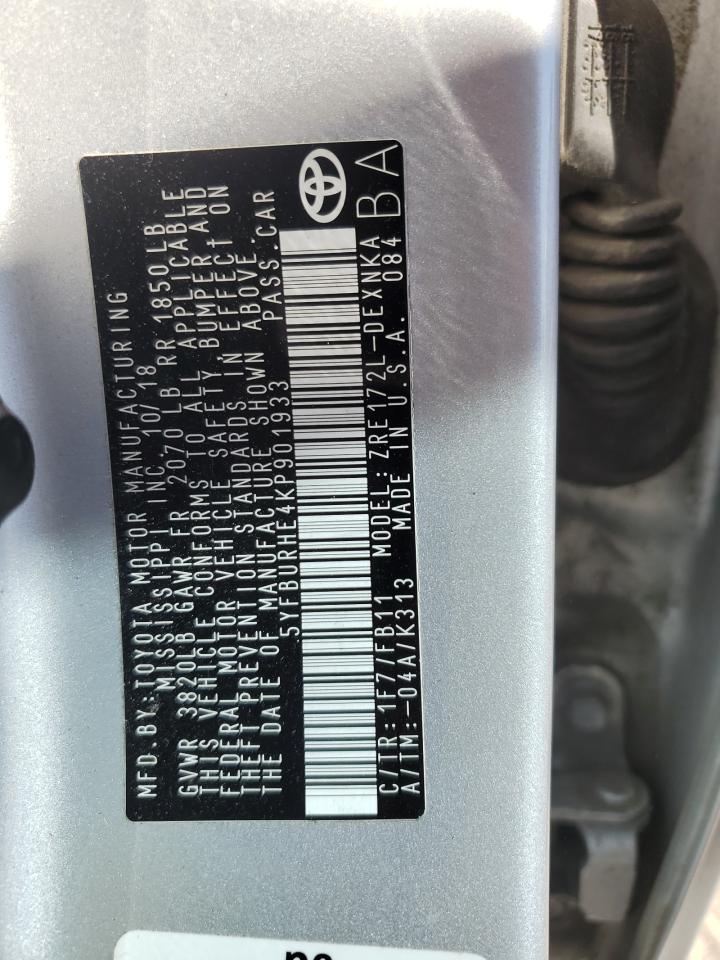 MFD.BY:TOYOTA MOTOR MANUFACTURING
MISSISSIPPI INC. 10/18
GVWR 3820LB GAWR FR 2070 LB RR 1850LB
THIS VEHICLE CONFORMS TO ALL APPLICABLE
FEDERAL MOTOR VEHICLE SAFETY, BUMPER, AND
THEFT PREVENTION STANDARDS IN EFFECT ON
THE DATE OF MANUFACTURE SHOWN ABOVE.
5YFBURHE4KP901933 PASS.CAR
C/TR:1F7/FB11 MODEL:ZRE172L-DEXNKA
A/TM:-04A/K313 MADE IN U.S.A. 084
BA